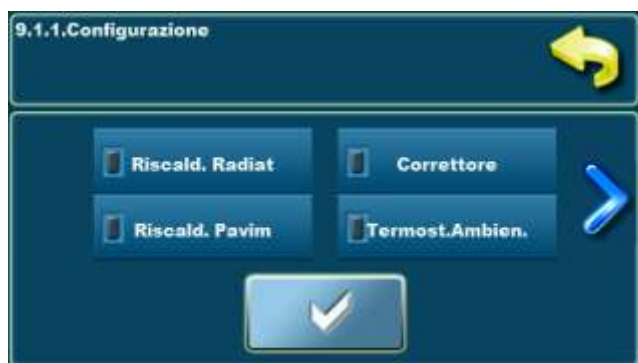 9.1.1.Configurazione
Riscald. Radiat
Correttore
Riscald. Pavim
Termost.Ambien.